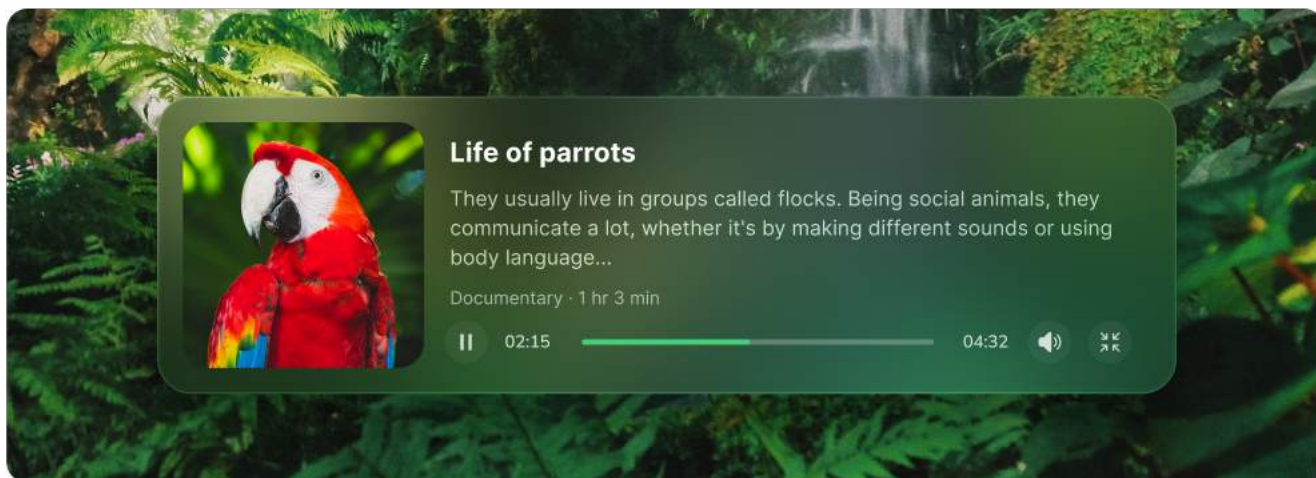 Life of parrots
They usually live in groups called flocks. Being social animals, they
communicate a lot, whether it's by making different sounds or using
body language...
Documentary · 1 hr 3 min
02:15 04:32